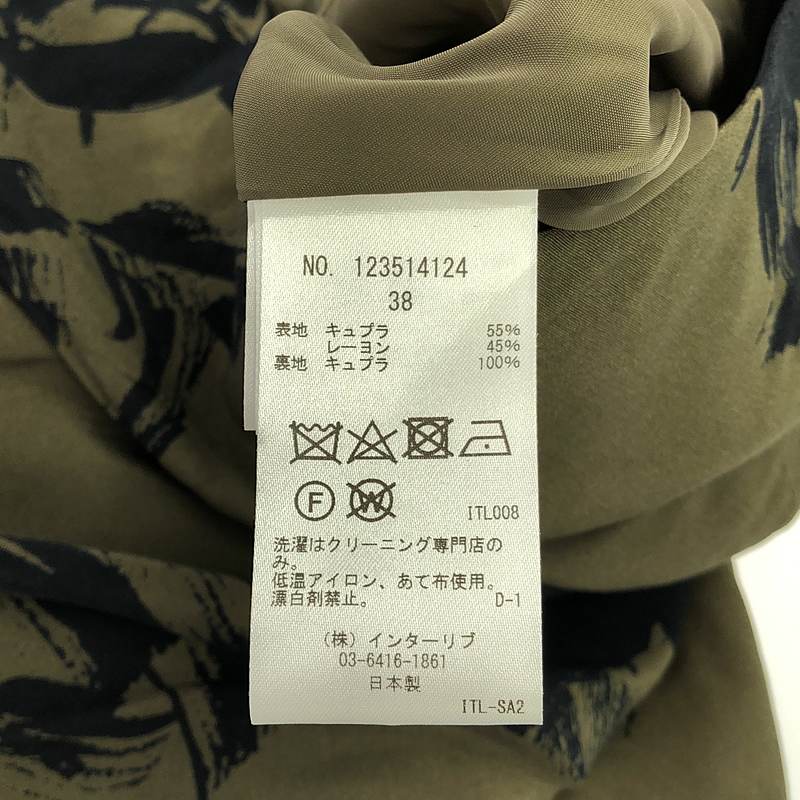 NO. 123514124
38
表地 キュプラ 55%
レーヨン 45%
裏地 キュプラ 100%
F W
ITL008
洗濯はクリーニング専門店の
み。
低温アイロン、あて布使用。
漂白剤禁止。 D-1
（株）インターリブ
03-6416-1861
日本製
ITL-SA2